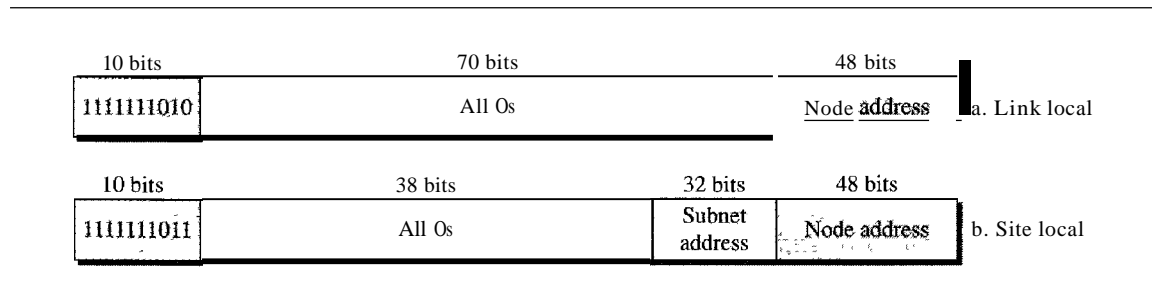 10 bits 70 bits 48 bits
1111111010 All 0s Node address a. Link local
10 bits 38 bits 32 bits 48 bits
1111111011 All 0s Subnet address Node address b. Site local